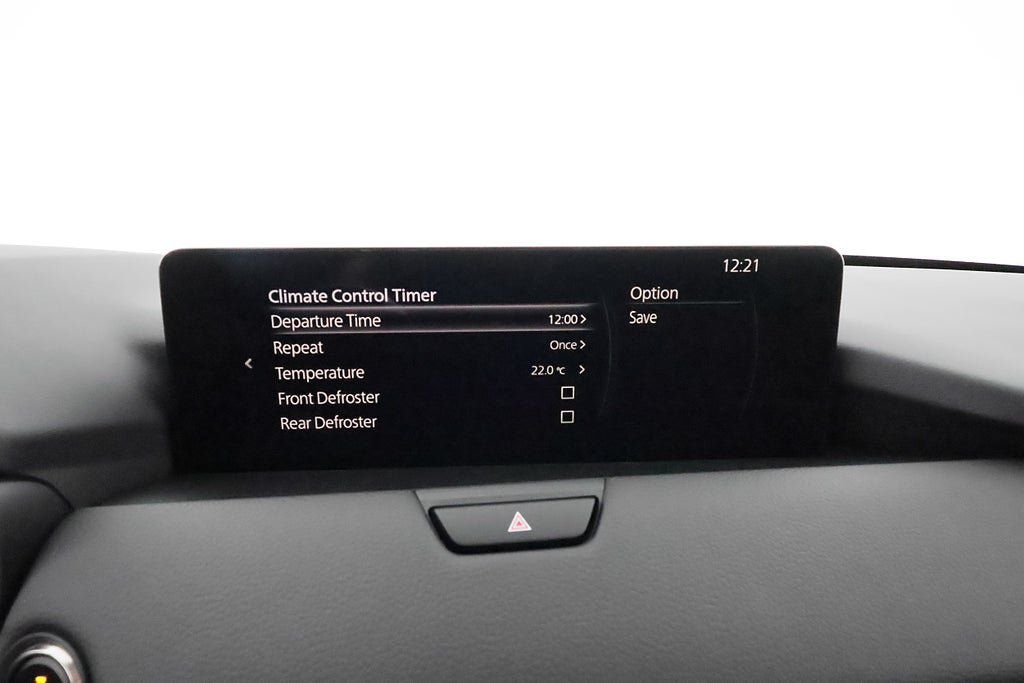 12:21
Climate Control Timer
Departure Time 12:00 >
Repeat Once >
Temperature 22.0 ℃ >
Front Defroster
Rear Defroster
Option
Save